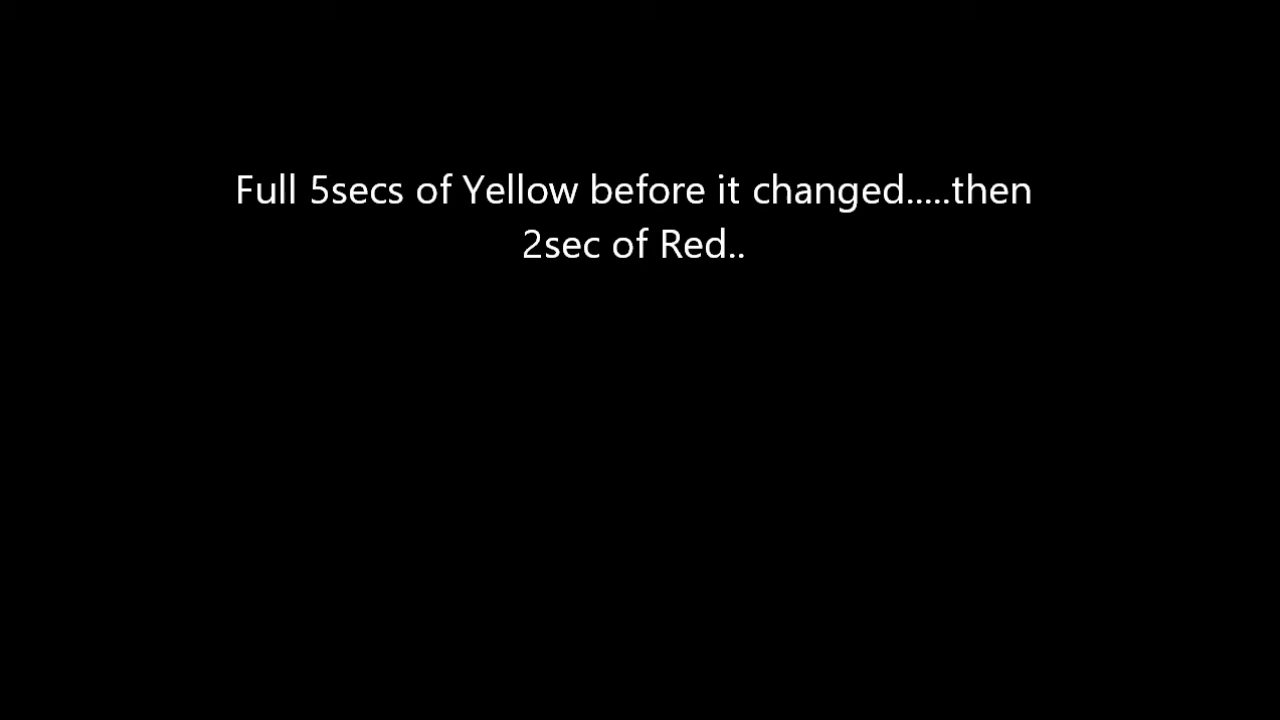 Full 5secs of Yellow before it changed.....then
2sec of Red..